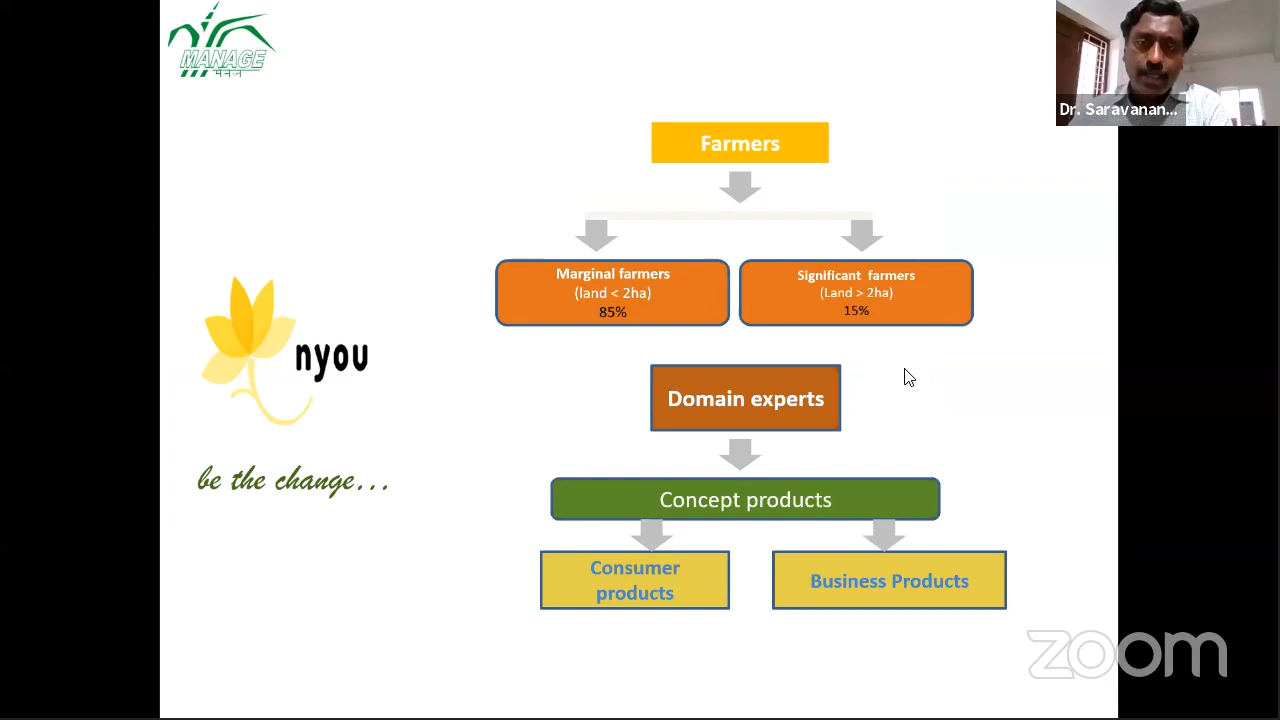 MANAGE
Dr. Saravanan...
Farmers
Marginal farmers
(land < 2ha)
85%
Significant farmers
(Land > 2ha)
15%
nyou
be the change...
Domain experts
Concept products
Consumer
products
Business Products
zoom